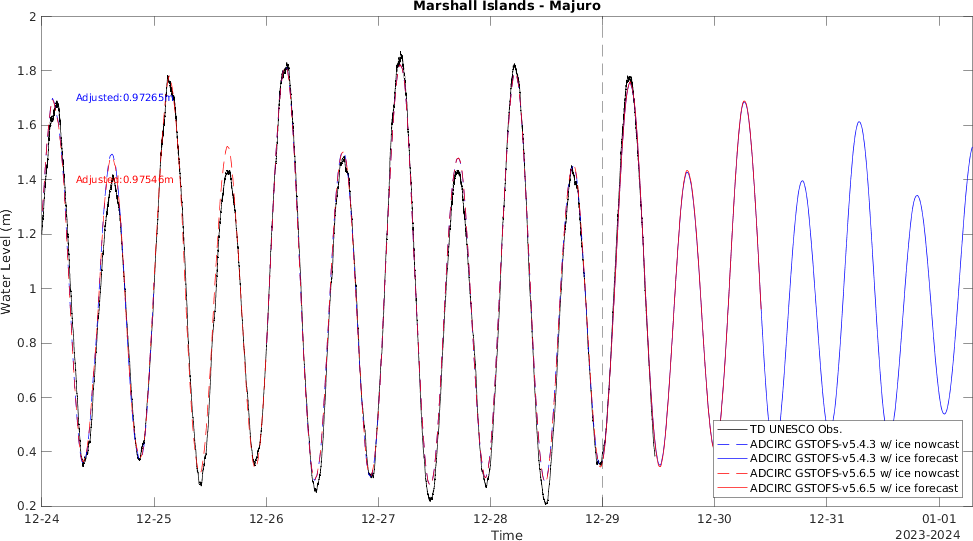 Marshall Islands - Majuro
2
1.8
1.6
1.4
1.2
1
0.8
0.6
0.4
0.2
Water Level (m)
Adjusted:0.97265m
Adjusted:0.97546m
TD UNESCO Obs.
ADCIRC GSTOFS-v5.4.3 w/ ice nowcast
ADCIRC GSTOFS-v5.4.3 w/ ice forecast
ADCIRC GSTOFS-v5.6.5 w/ ice nowcast
ADCIRC GSTOFS-v5.6.5 w/ ice forecast
12-24 12-25 12-26 12-27 12-28 12-29 12-30 12-31 01-01
Time
2023-2024